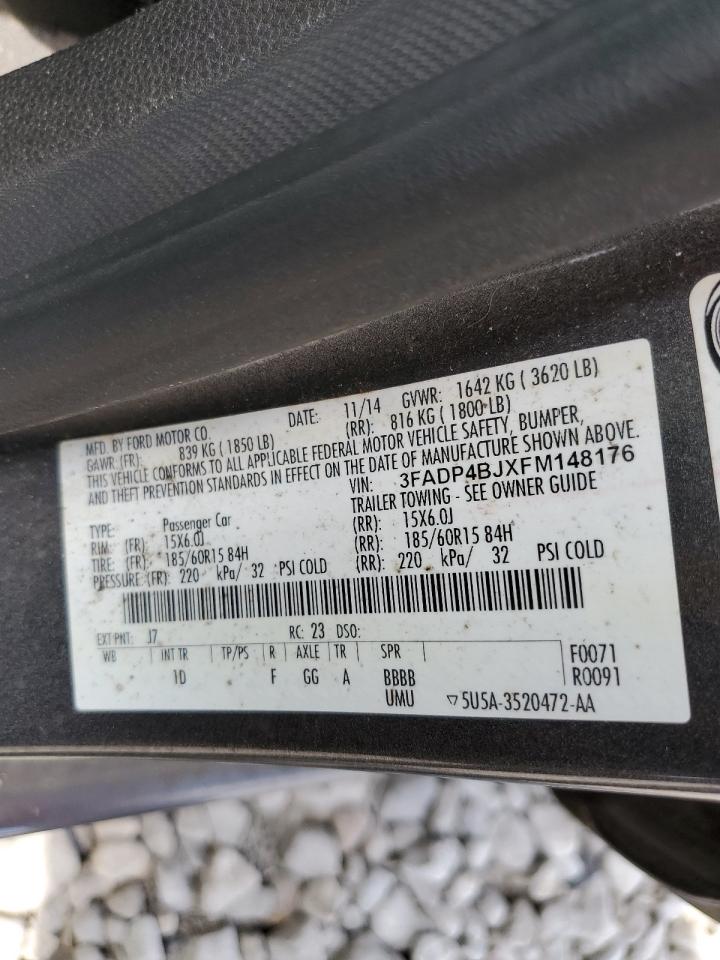 MFD. BY FORD MOTOR CO. DATE: 11/14 GVWR: 1642 KG ( 3620 LB)
GAWR: (FR): 839 KG ( 1850 LB) (RR): 816 KG ( 1800 LB)
THIS VEHICLE CONFORMS TO ALL APPLICABLE FEDERAL MOTOR VEHICLE SAFETY, BUMPER,
AND THEFT PREVENTION STANDARDS IN EFFECT ON THE DATE OF MANUFACTURE SHOWN ABOVE.
VIN: 3FADP4BJXFM148176
TRAILER TOWING - SEE OWNER GUIDE
TYPE: Passenger Car
RIM: (FR): 15X6.0J (RR): 15X6.0J
TIRE: (FR): 185/60R15 84H (RR): 185/60R15 84H
PRESSURE (FR): 220 kPa/ 32 PSI COLD (RR): 220 kPa/ 32 PSI COLD
EXT PNT: J7 RC: 23 DSO:
WB INT TR TP/PS R AXLE TR SPR F0071
1D F GG A BBBB R0091
UMU ▽5U5A-3520472-AA